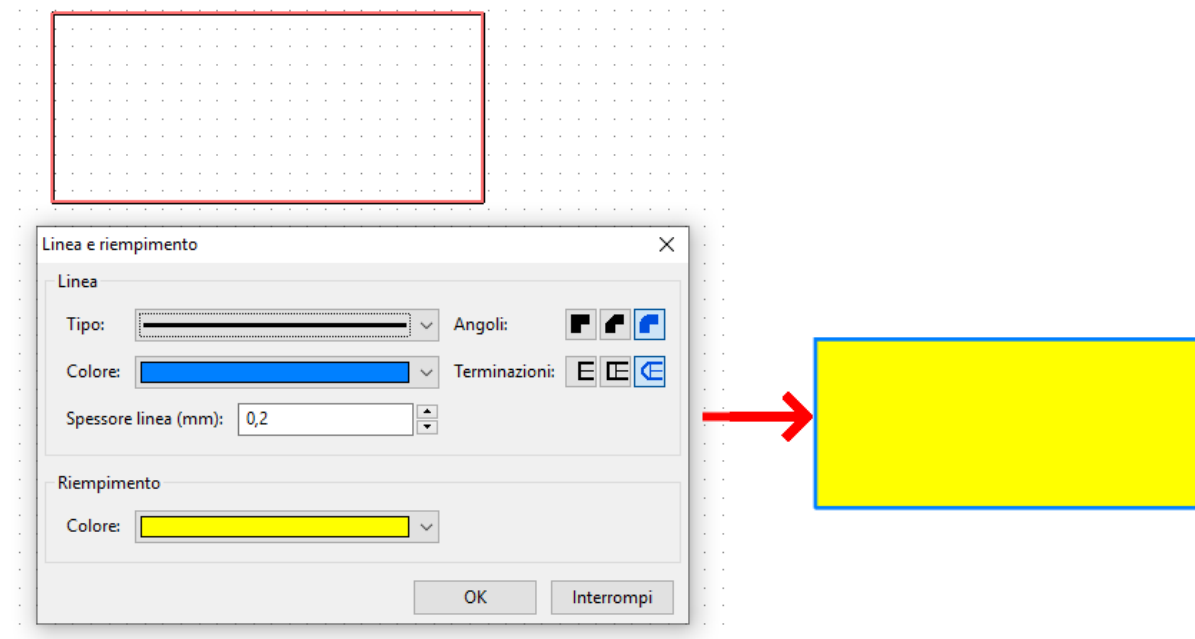 Linea e riempimento
Linea
Tipo:
Angoli:
Colore:
Terminazioni:
Spessore linea (mm):
0,2
Riempimento
Colore:
OK
Interrompi